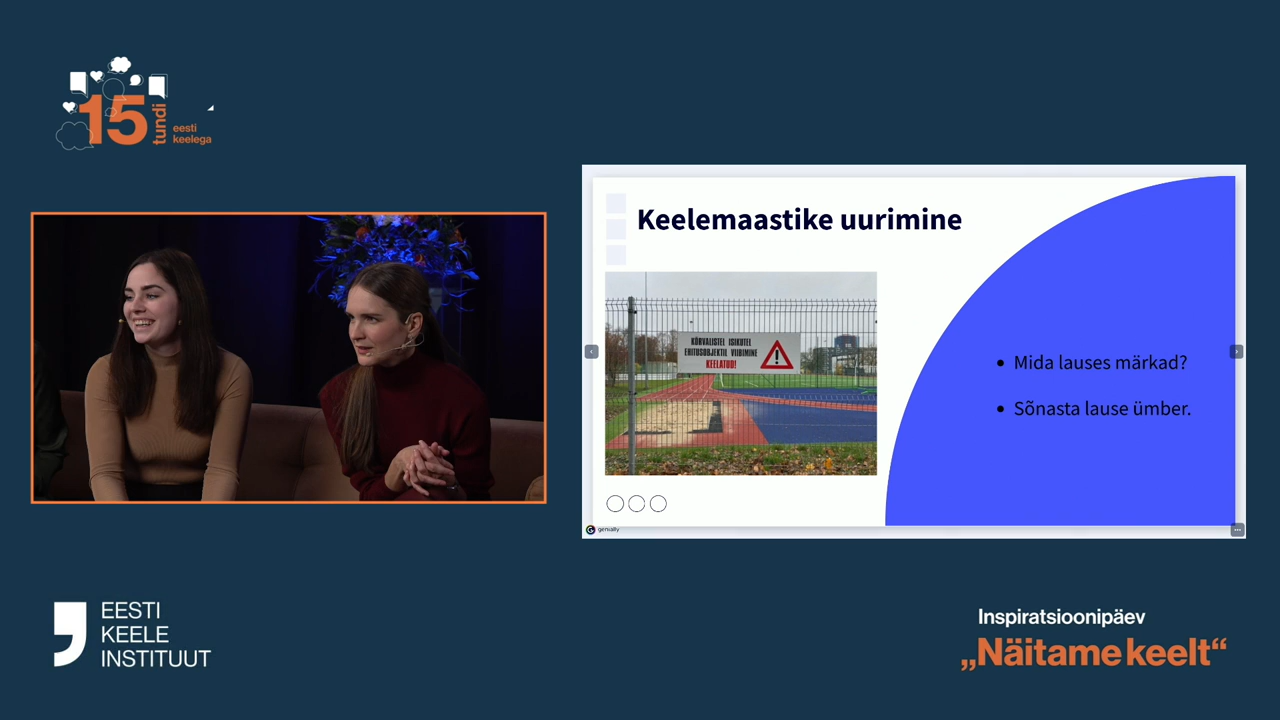 15 tundi
eesti
keelega
Keelemaastike uurimine
KÕRVALISTEL ISIKUTEL
EHITUSOBJEKTIL VIIBIMINE
KEELATUD!
• Mida lauses märkad?
• Sõnasta lause ümber.
genially
EESTI
KEELE
INSTITUUT
Inspiratsioonipäev
„Näitame keelt“